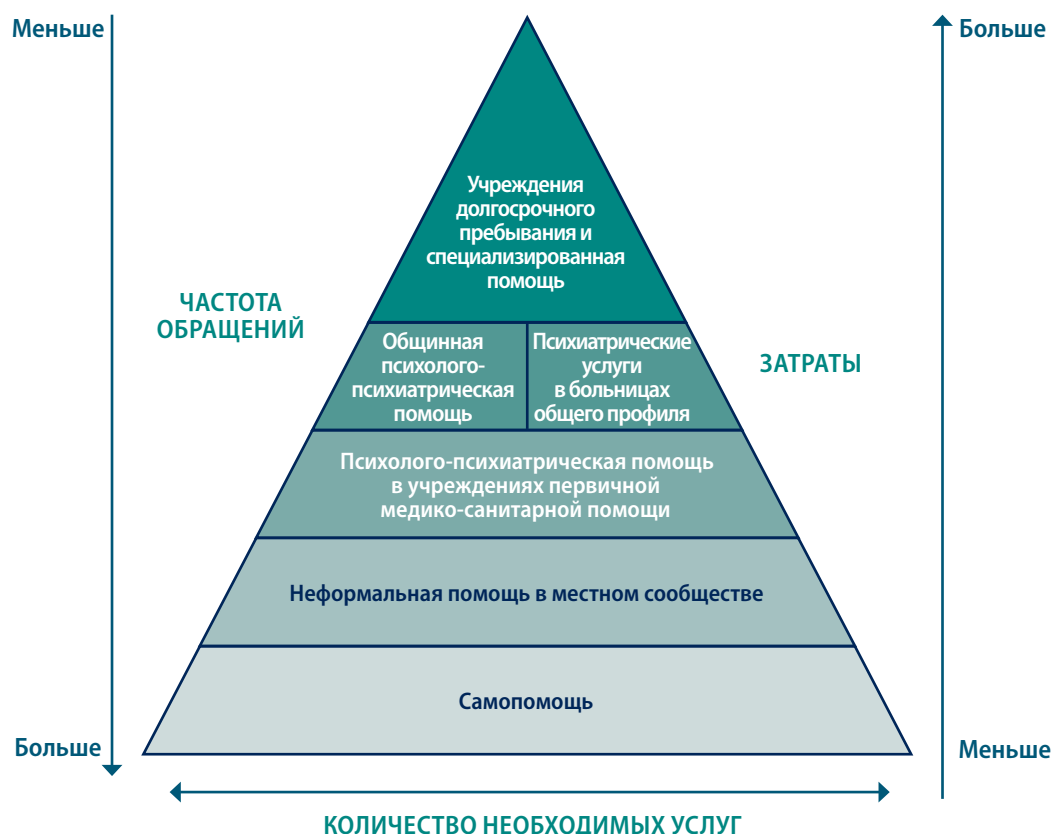 Меньше
Больше
Учреждения
долгосрочного
пребывания и
специализированная
помощь
ЧАСТОТА
ОБРАЩЕНИЙ
Общинная
психолого-
психиатрическая
помощь
Психиатрические
услуги
в больницах
общего профиля
ЗАТРАТЫ
Психолого-психиатрическая помощь
в учреждениях первичной
медико-санитарной помощи
Неформальная помощь в местном сообществе
Самопомощь
Больше
Меньше
КОЛИЧЕСТВО НЕОБХОДИМЫХ УСЛУГ